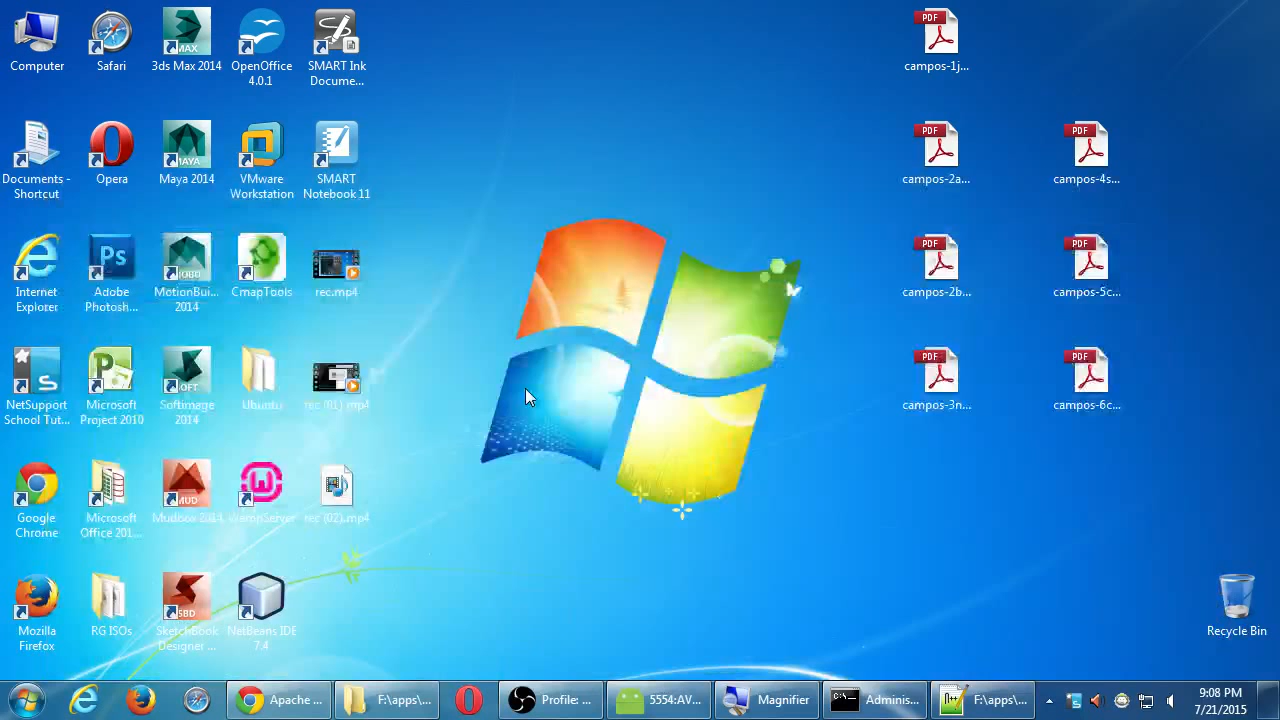 Computer
Safari
3ds Max 2014
OpenOffice
4.0.1
SMART Ink
Docume...
campos-1j...
Documents -
Shortcut
Opera
Maya 2014
VMware
Workstation
SMART
Notebook 11
campos-2a...
campos-4s...
Internet
Explorer
Adobe
Photosh...
MotionBui...
2014
CmapTools
rec.mp4
campos-2b...
campos-5c...
NetSupport
School Tut...
Microsoft
Project 2010
Softimage
2014
Ubuntu
rec (01).mp4
campos-3n...
campos-6c...
Google
Chrome
Microsoft
Office 201...
Mudbox 2014
WampServer
rec (02).mp4
Mozilla
Firefox
RG ISOs
SketchBook
Designer ...
NetBeans IDE
7.4
Recycle Bin
Apache ...
F:\apps\...
Profile: ...
5554:AV...
Magnifier
Adminis...
F:\apps\...
9:08 PM
7/21/2015